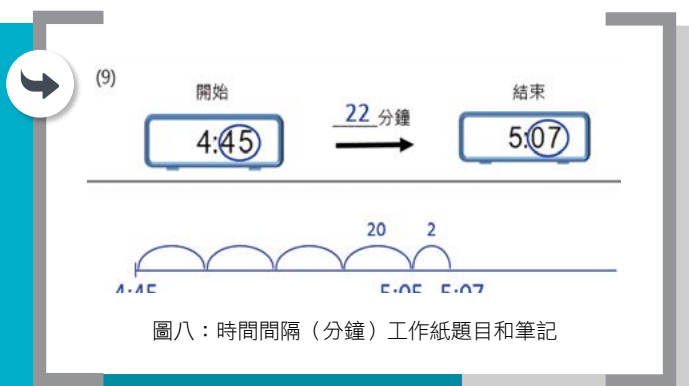 (9)
開始
結束
22 分鐘
4:45
5:07
20 2
4:45 5:05 5:07
圖八：時間間隔（分鐘）工作紙題目和筆記